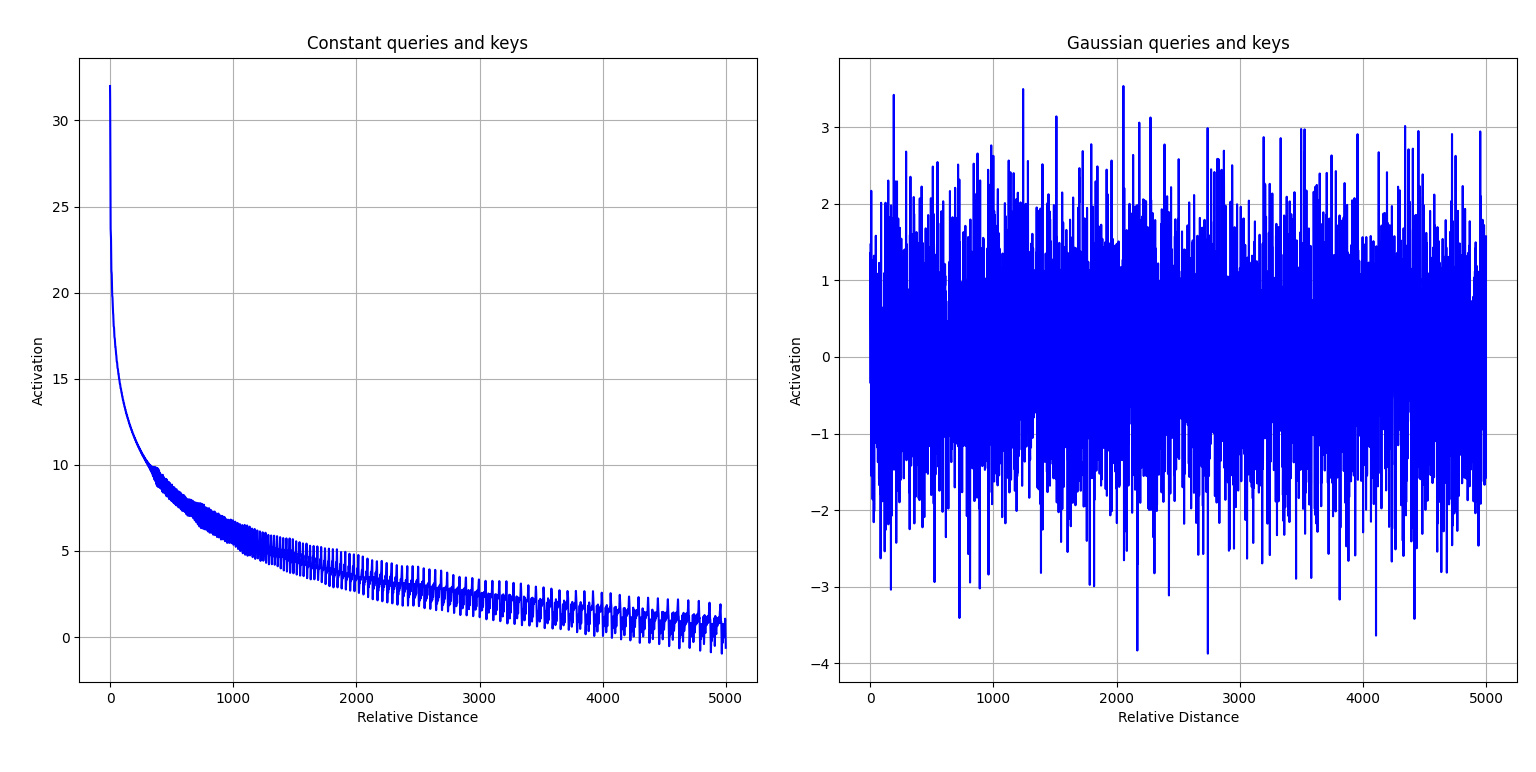 Constant queries and keys
Activation
30
25
20
15
10
5
0
0 1000 2000 3000 4000 5000
Relative Distance
Gaussian queries and keys
Activation
3
2
1
0
−1
−2
−3
−4
0 1000 2000 3000 4000 5000
Relative Distance